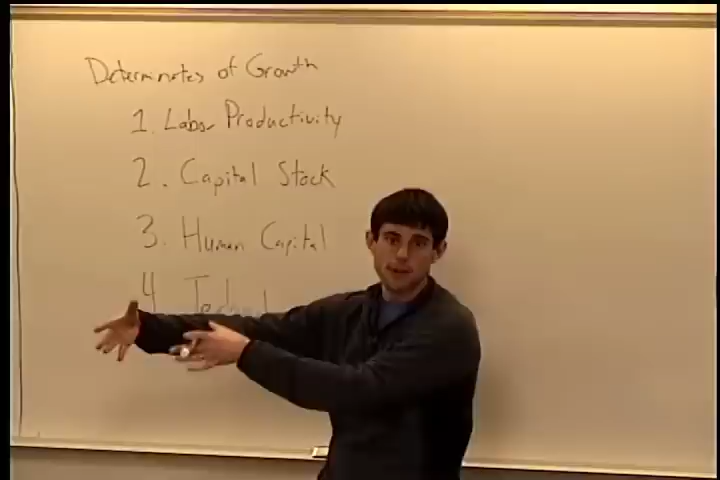 Determinates of Growth
1. Labor Productivity
2. Capital Stock
3. Human Capital
4